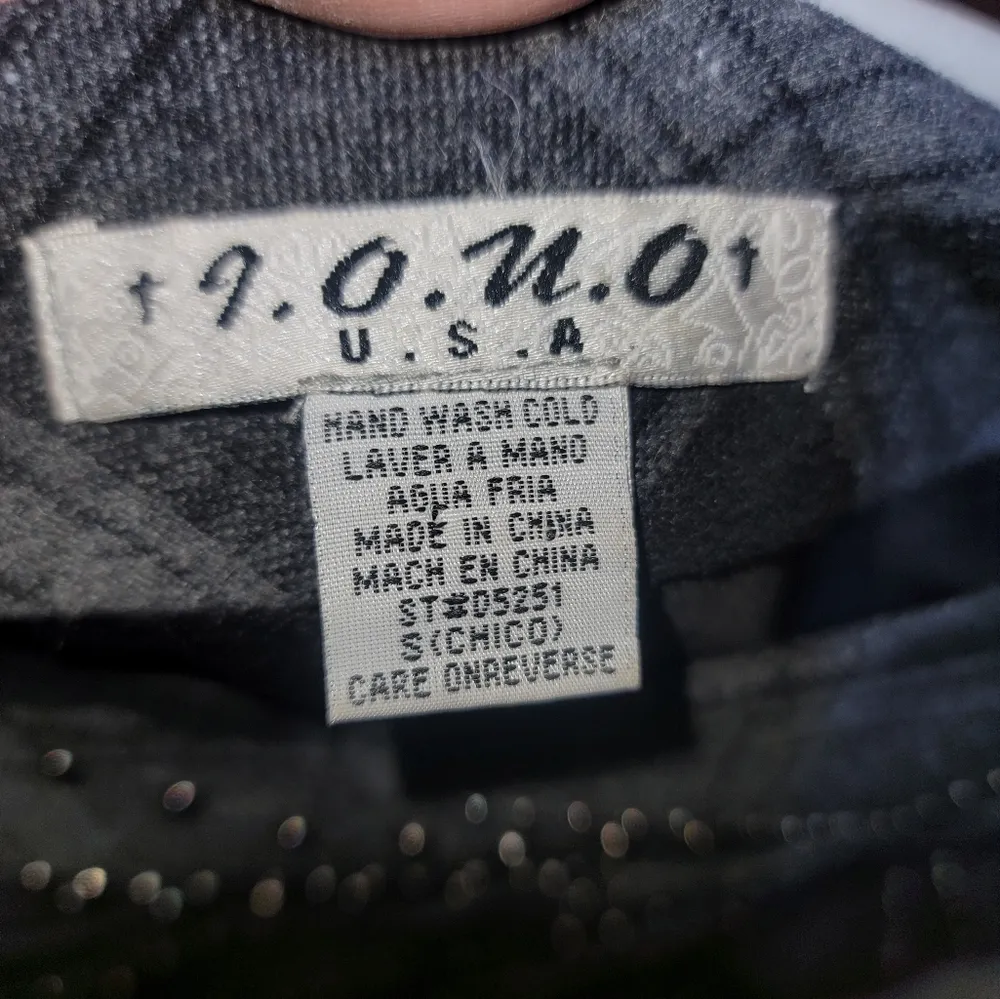 † I.O.N.O †
U.S.A
HAND WASH COLD
LAVER A MANO
AGUA FRIA
MADE IN CHINA
MACH EN CHINA
ST#05251
S(CHICO)
CARE ONREVERSE